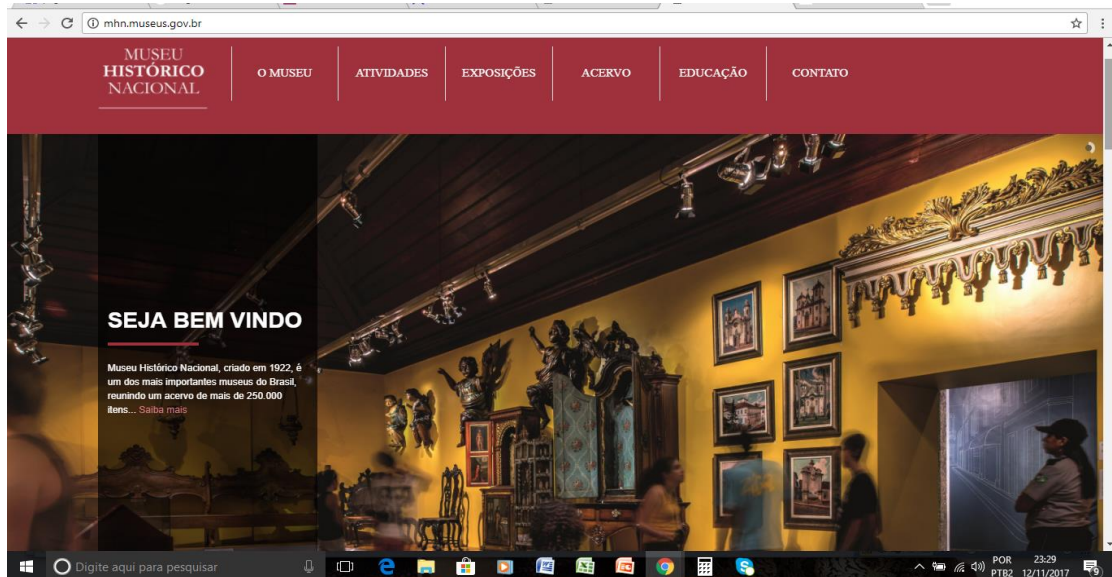 mhn.museus.gov.br
MUSEU
HISTÓRICO
NACIONAL
O MUSEU
ATIVIDADES
EXPOSIÇÕES
ACERVO
EDUCAÇÃO
CONTATO
SEJA BEM VINDO
Museu Histórico Nacional, criado em 1922, é
um dos mais importantes museus do Brasil,
reunindo um acervo de mais de 250.000
itens... Saiba mais
Digite aqui para pesquisar
POR
PTB2
23:29
12/11/2017
9